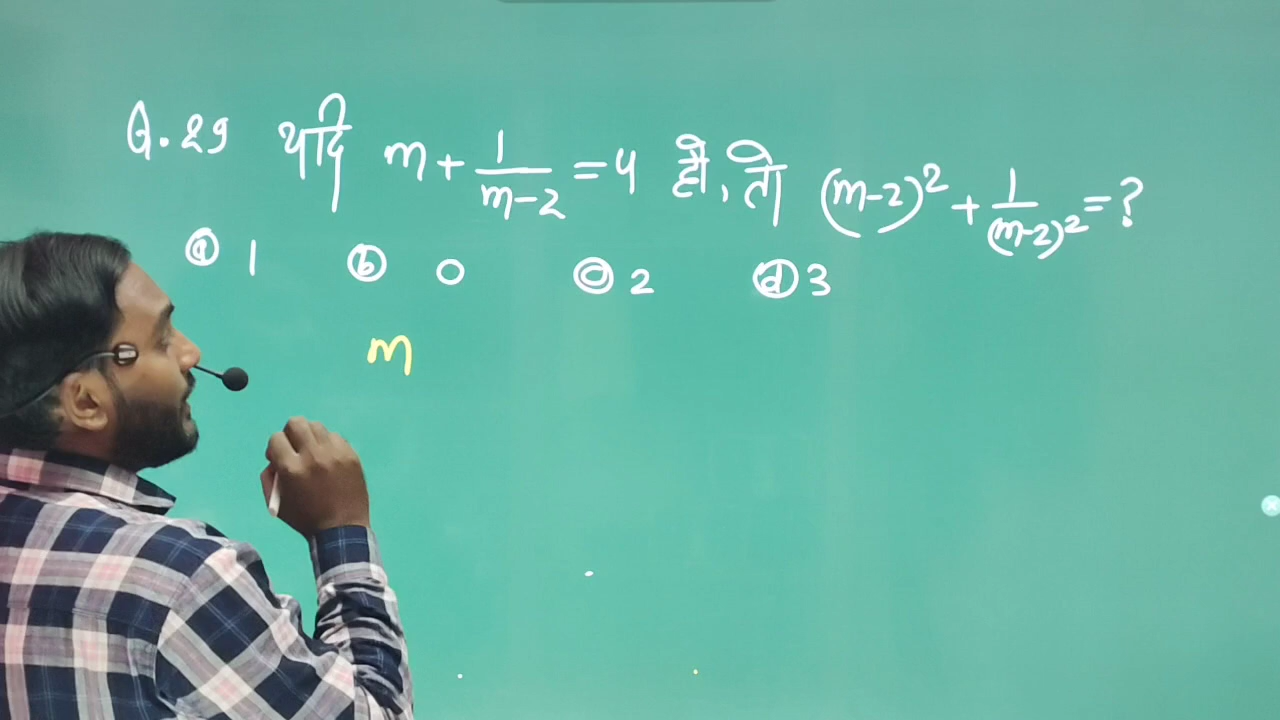 Q.29 यदि m + 1/(m-2) = 4 हो, तो (m-2)² + 1/(m-2)² = ?
(a) 1 (b) 0 (c) 2 (d) 3
m